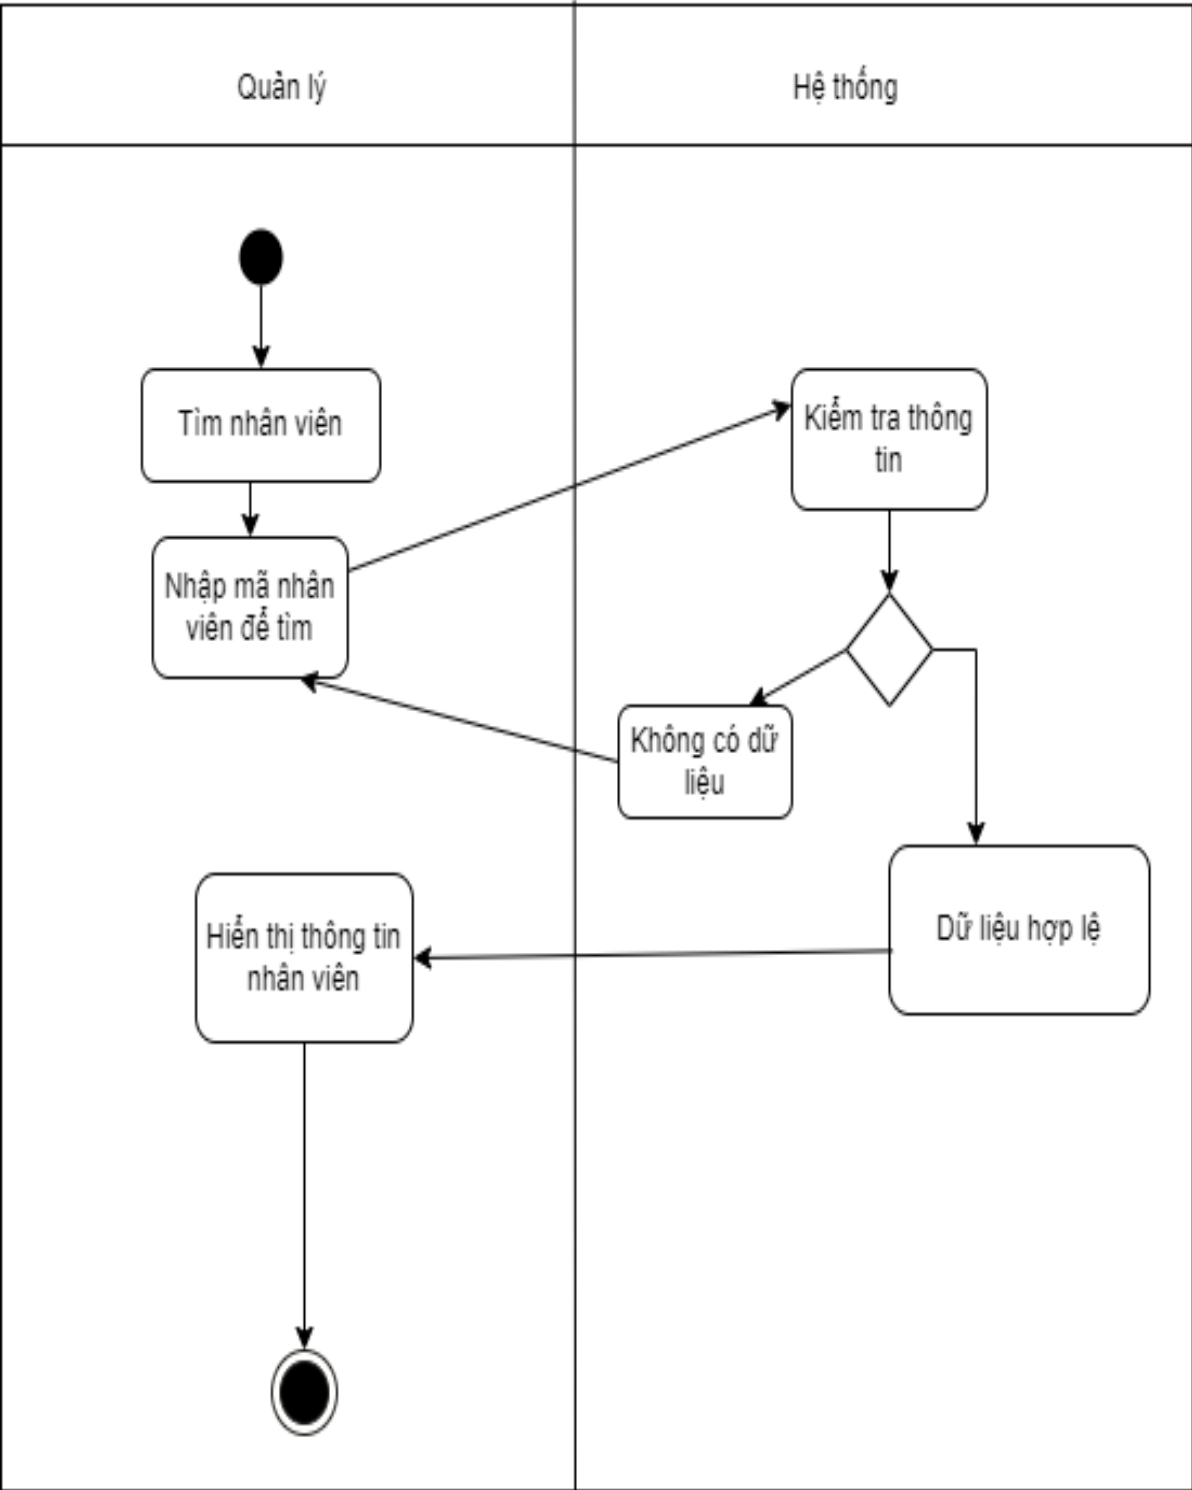 Quản lý
Hệ thống
Tìm nhân viên
Nhập mã nhân
viên để tìm
Kiểm tra thông
tin
Không có dữ
liệu
Dữ liệu hợp lệ
Hiển thị thông tin
nhân viên